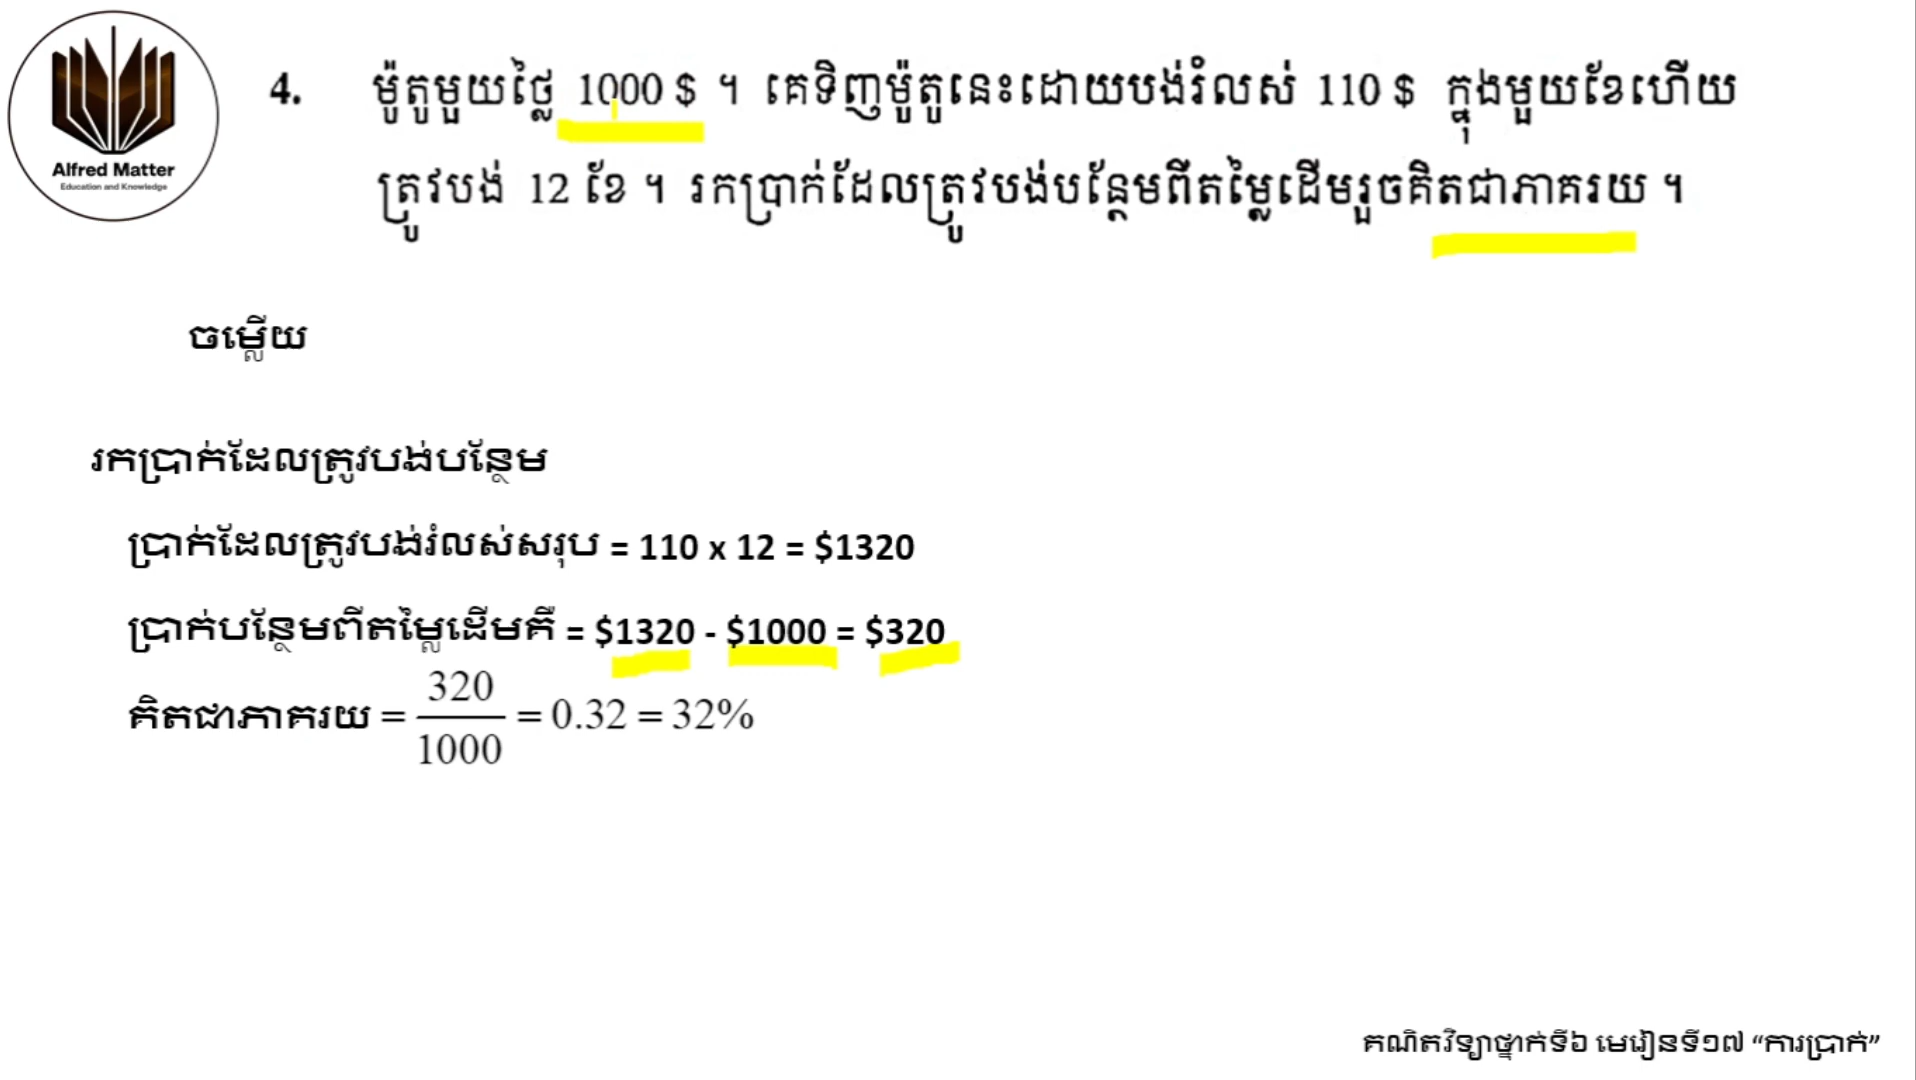 Alfred Matter
Education and Knowledge
4. ម៉ូតូមួយថ្លៃ 1000 $ ។ គេទិញម៉ូតូនេះដោយបង់រំលស់ 110 $ ក្នុងមួយខែហើយ
ត្រូវបង់ 12 ខែ ។ រកប្រាក់ដែលត្រូវបង់បន្ថែមពីតម្លៃដើមរួចគិតជាភាគរយ ។
ចម្លើយ
រកប្រាក់ដែលត្រូវបង់បន្ថែម
ប្រាក់ដែលត្រូវបង់រំលស់សរុប = 110 x 12 = $1320
ប្រាក់បន្ថែមពីតម្លៃដើមគឺ = $1320 - $1000 = $320
គិតជាភាគរយ = 320/1000 = 0.32 = 32%
គណិតវិទ្យាថ្នាក់ទី៦ មេរៀនទី១៧ “ការប្រាក់”